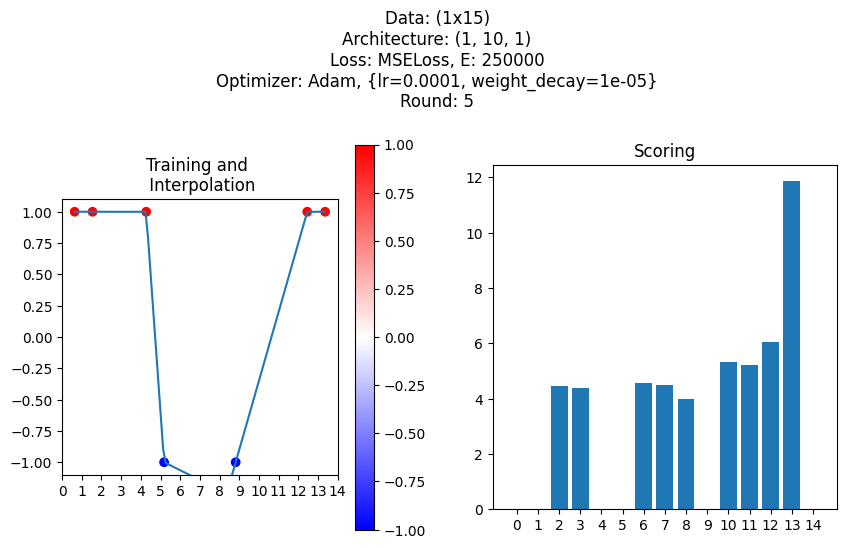 Data: (1x15)
Architecture: (1, 10, 1)
Loss: MSELoss, E: 250000
Optimizer: Adam, {lr=0.0001, weight_decay=1e-05}
Round: 5
Training and
Interpolation
1.00
0.75
0.50
0.25
0.00
−0.25
−0.50
−0.75
−1.00
0 1 2 3 4 5 6 7 8 9 10 11 12 13 14
1.00
0.75
0.50
0.25
0.00
−0.25
−0.50
−0.75
−1.00
Scoring
12
10
8
6
4
2
0
0 1 2 3 4 5 6 7 8 9 10 11 12 13 14